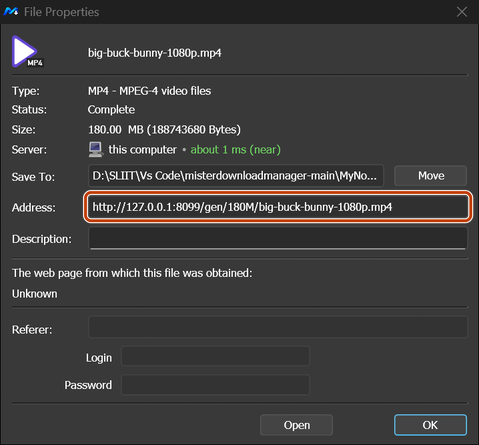 File Properties
MP4
big-buck-bunny-1080p.mp4
Type: MP4 - MPEG-4 video files
Status: Complete
Size: 180.00 MB (188743680 Bytes)
Server: this computer • about 1 ms (near)
Save To: D:\SLIIT\Vs Code\misterdownloadmanager-main\MyNo... Move
Address: http://127.0.0.1:8099/gen/180M/big-buck-bunny-1080p.mp4
Description:
The web page from which this file was obtained:
Unknown
Referer:
Login
Password
Open OK